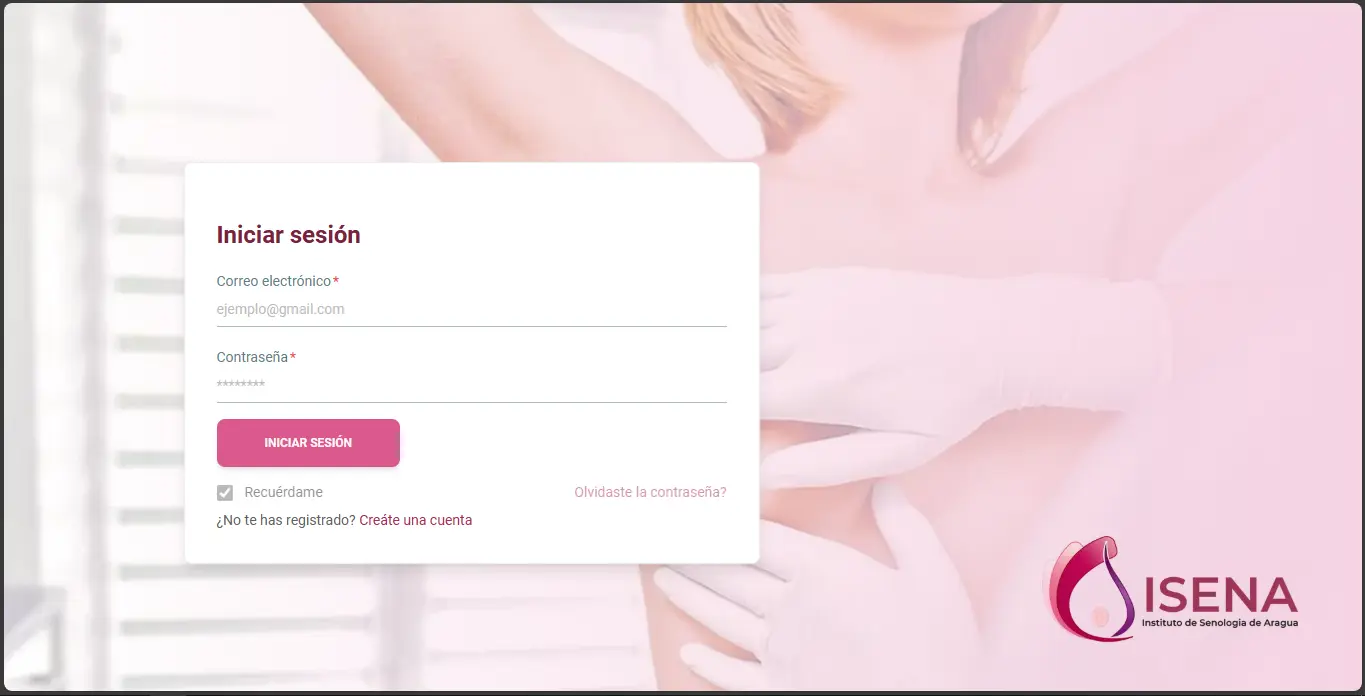 Iniciar sesión
Correo electrónico*
ejemplo@gmail.com
Contraseña*
********
INICIAR SESIÓN
Recuérdame
Olvidaste la contraseña?
¿No te has registrado? Creáte una cuenta
ISENA
Instituto de Senologia de Aragua